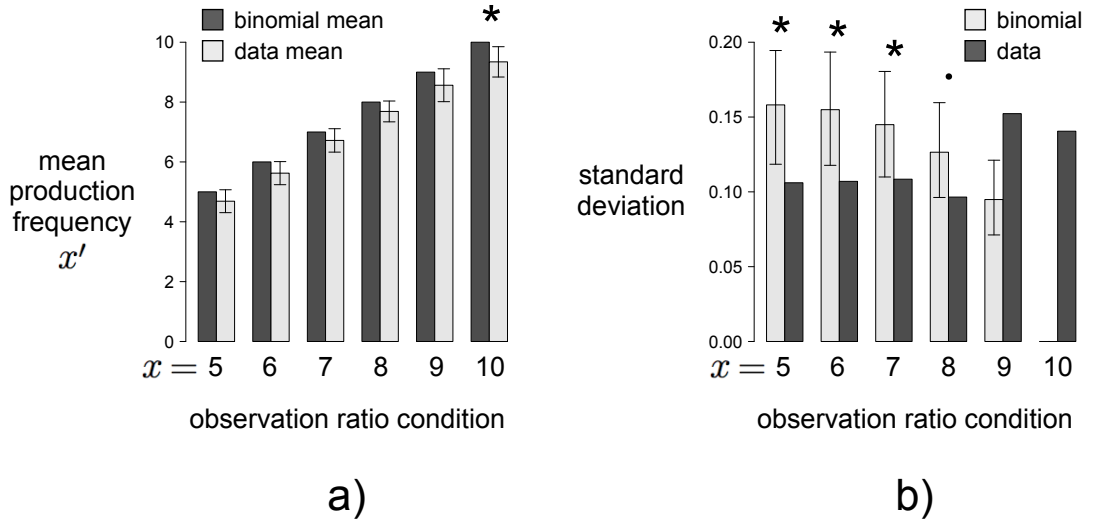 binomial mean
data mean
*
10
8
6
4
2
0
mean
production
frequency
x′
x = 5 6 7 8 9 10
observation ratio condition
a)
binomial
data
* * * •
0.20
0.15
0.10
0.05
0.00
standard
deviation
x = 5 6 7 8 9 10
observation ratio condition
b)